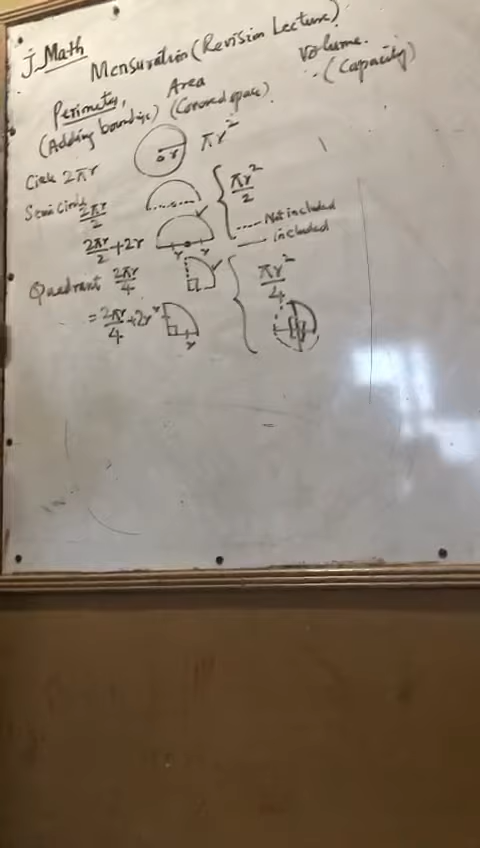 J. Math
Mensuration (Revision Lecture)
Perimeter, Area Volume.
(Adding boundries) (Covered space). (Capacity)
Circle 2πr r πr²
Semi Circle 2πr/2 πr²/2
2πr/2 + 2r r r
---- Not included
—— included
Quadrant 2πr/4 πr²/4
= 2πr/4 + 2r r r